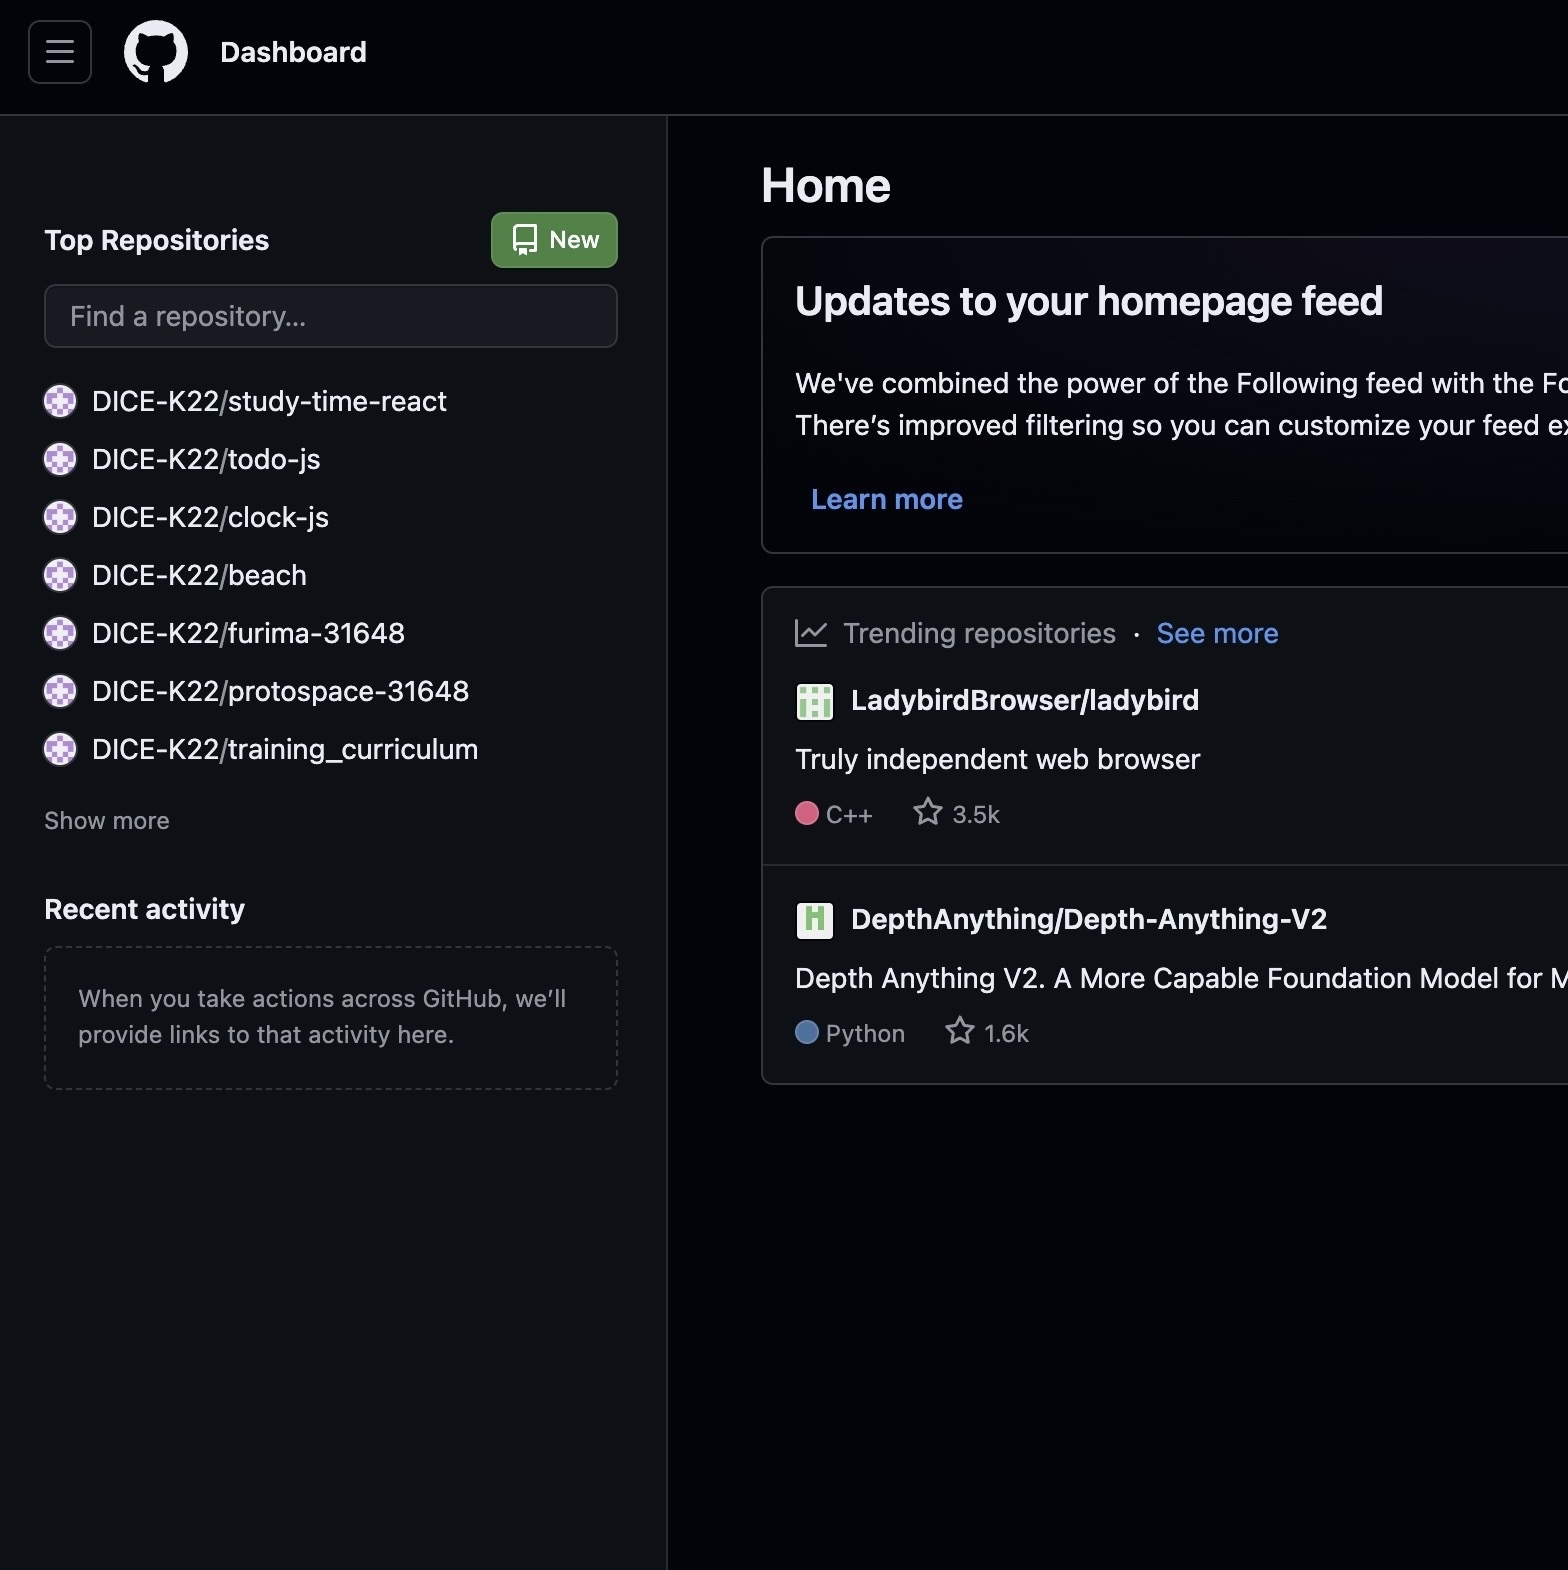 Dashboard
Top Repositories
New
Find a repository...
DICE-K22/study-time-react
DICE-K22/todo-js
DICE-K22/clock-js
DICE-K22/beach
DICE-K22/furima-31648
DICE-K22/protospace-31648
DICE-K22/training_curriculum
Show more
Recent activity
When you take actions across GitHub, we’ll
provide links to that activity here.
Home
Updates to your homepage feed
We've combined the power of the Following feed with the Fo
There’s improved filtering so you can customize your feed ex
Learn more
Trending repositories · See more
LadybirdBrowser/ladybird
Truly independent web browser
C++ 3.5k
DepthAnything/Depth-Anything-V2
Depth Anything V2. A More Capable Foundation Model for M
Python 1.6k